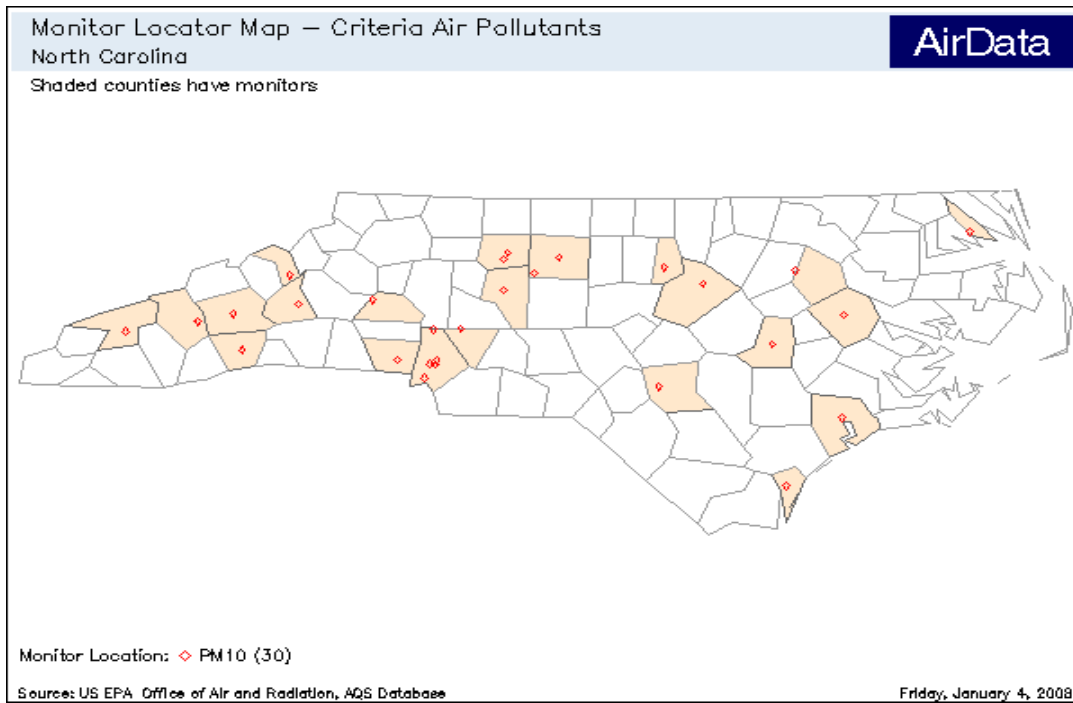 Monitor Locator Map – Criteria Air Pollutants
North Carolina
AirData
Shaded counties have monitors
Monitor Location: PM10 (30)
Source: US EPA Office of Air and Radiation, AQS Database
Friday, January 4, 2008